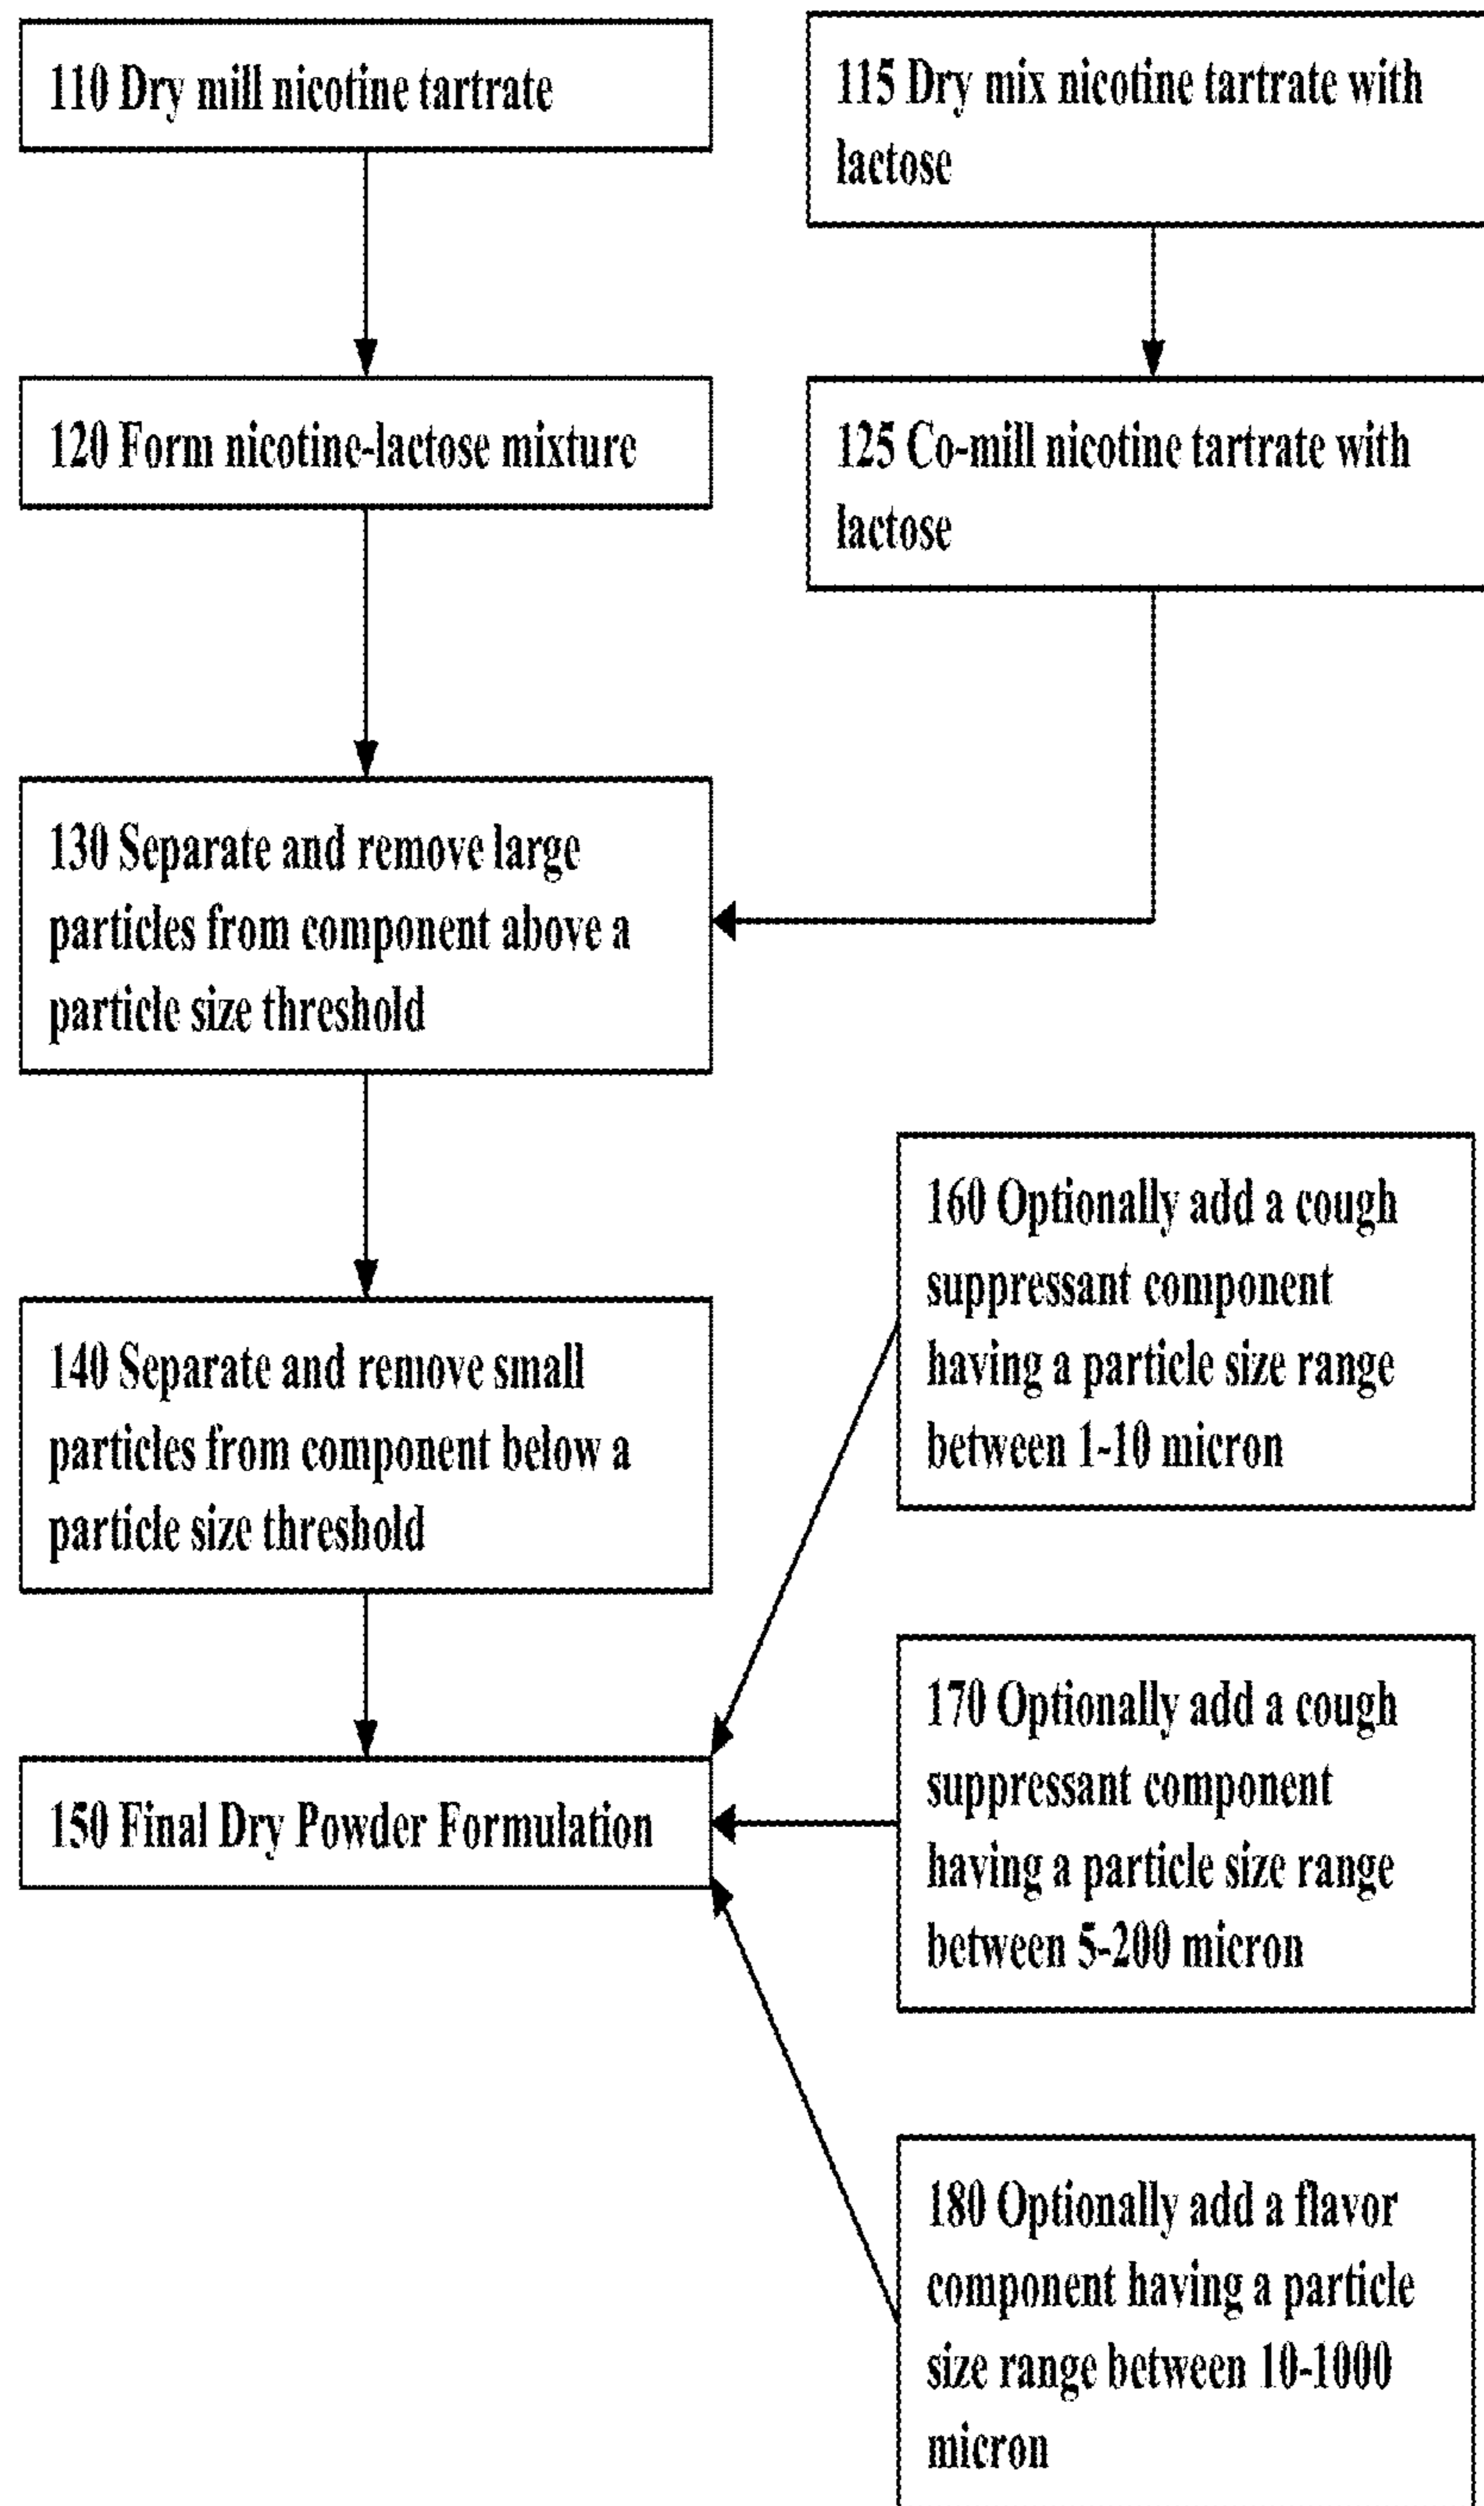 110 Dry mill nicotine tartrate
115 Dry mix nicotine tartrate with
lactose
120 Form nicotine-lactose mixture
125 Co-mill nicotine tartrate with
lactose
130 Separate and remove large
particles from component above a
particle size threshold
140 Separate and remove small
particles from component below a
particle size threshold
150 Final Dry Powder Formulation
160 Optionally add a cough
suppressant component
having a particle size range
between 1-10 micron
170 Optionally add a cough
suppressant component
having a particle size range
between 5-200 micron
180 Optionally add a flavor
component having a particle
size range between 10-1000
micron